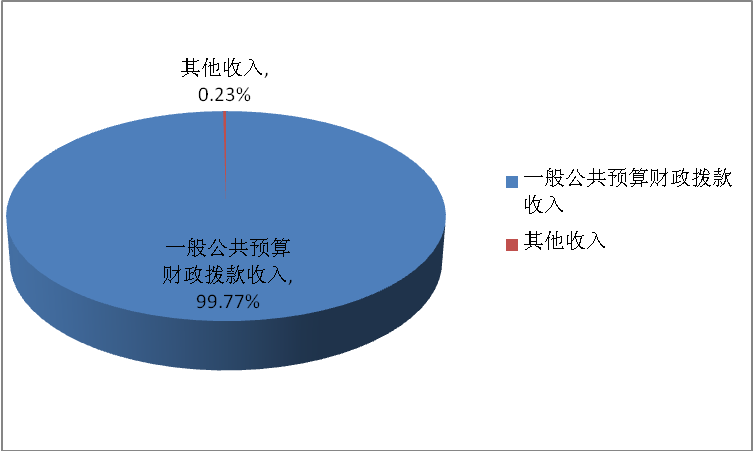 其他收入,
0.23%
一般公共预算
财政拨款收入,
99.77%
一般公共预算财政拨款
收入
其他收入